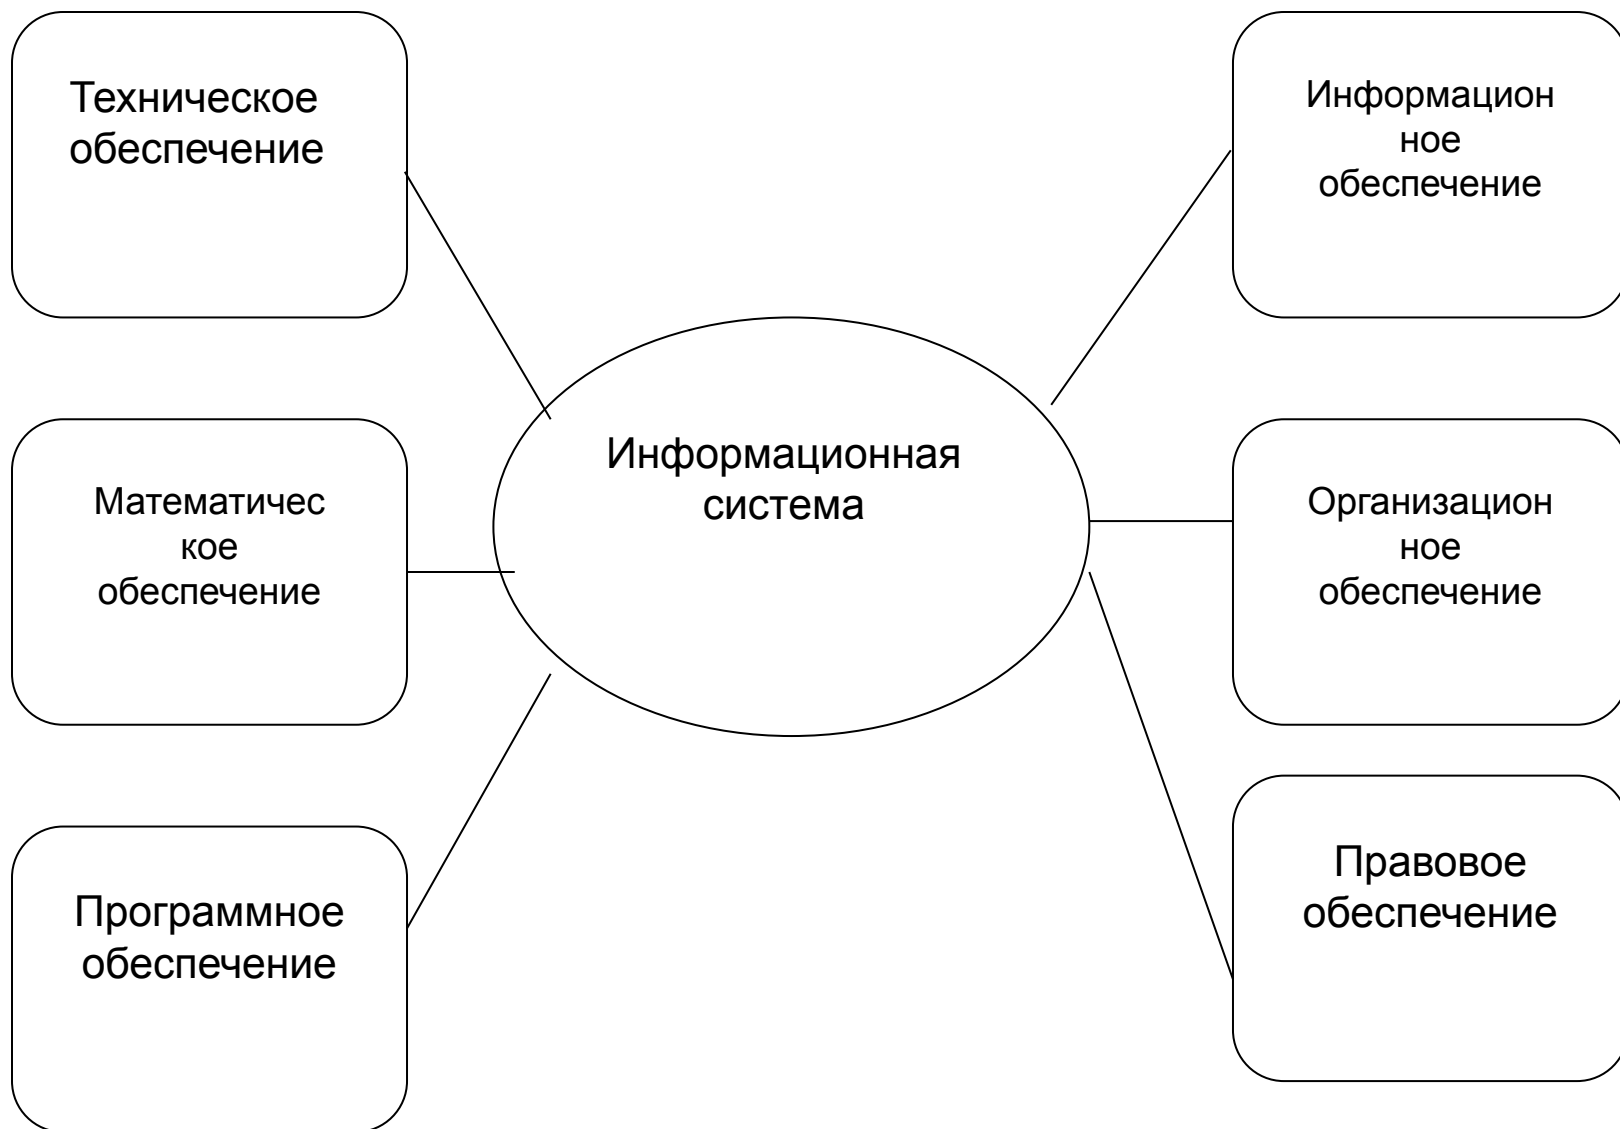 Техническое
обеспечение
Информацион
ное
обеспечение
Информационная
система
Математичес
кое
обеспечение
Организацион
ное
обеспечение
Программное
обеспечение
Правовое
обеспечение